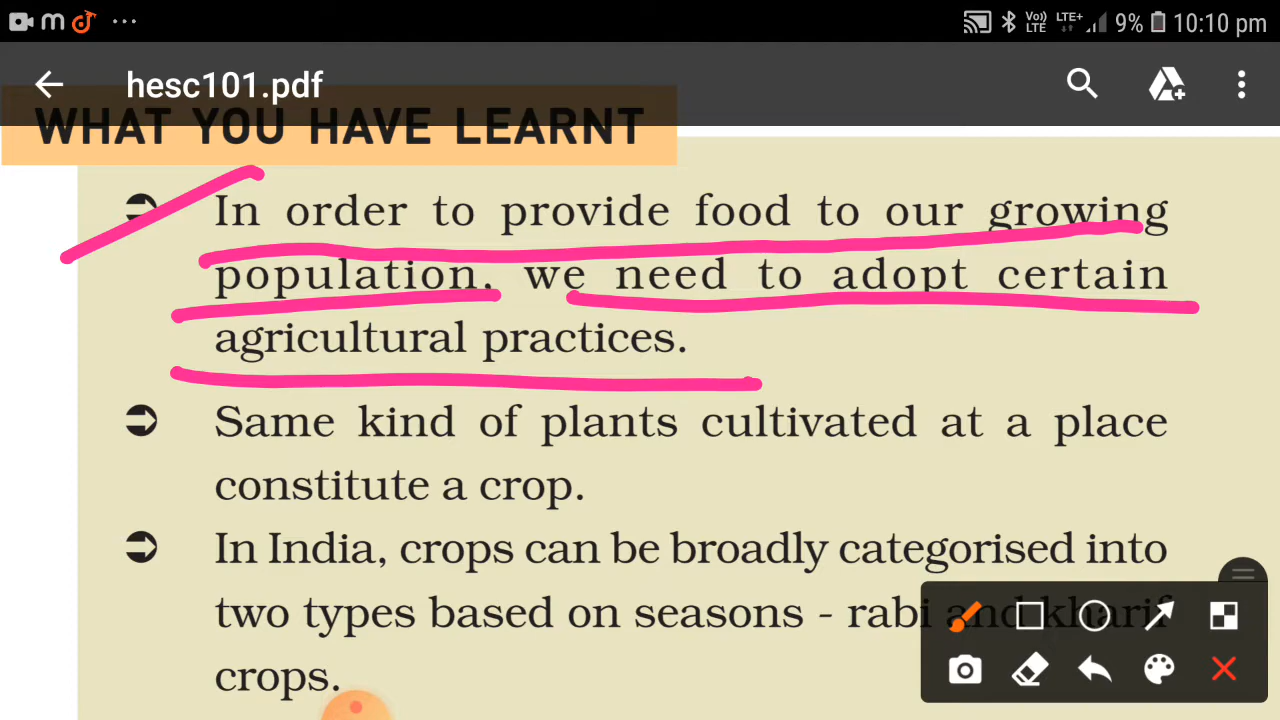 9% 10:10 pm
hesc101.pdf
WHAT YOU HAVE LEARNT
In order to provide food to our growing
population, we need to adopt certain
agricultural practices.
Same kind of plants cultivated at a place
constitute a crop.
In India, crops can be broadly categorised into
two types based on seasons - rabi and kharif
crops.